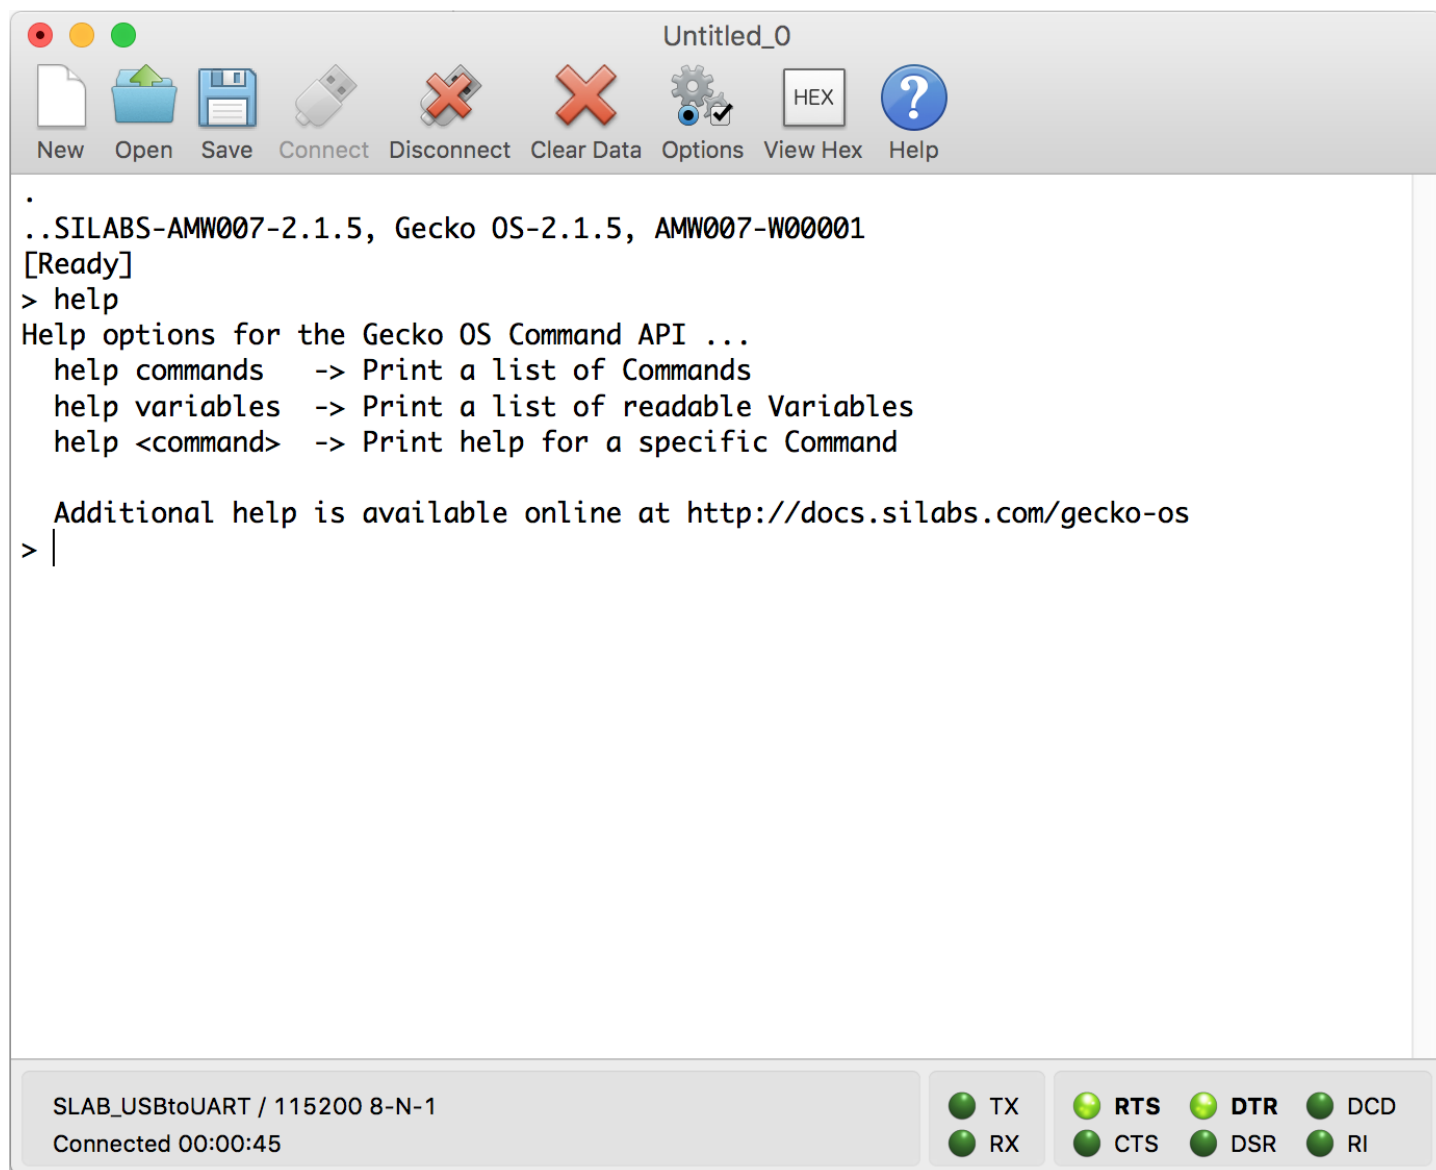 Untitled_0
HEX
?
New Open Save Connect Disconnect Clear Data Options View Hex Help
.
..SILABS-AMW007-2.1.5, Gecko OS-2.1.5, AMW007-W00001
[Ready]
> help
Help options for the Gecko OS Command API ...
  help commands   -> Print a list of Commands
  help variables  -> Print a list of readable Variables
  help <command>  -> Print help for a specific Command
  Additional help is available online at http://docs.silabs.com/gecko-os
>
SLAB_USBtoUART / 115200 8-N-1
Connected 00:00:45
TX RTS DTR DCD
RX CTS DSR RI